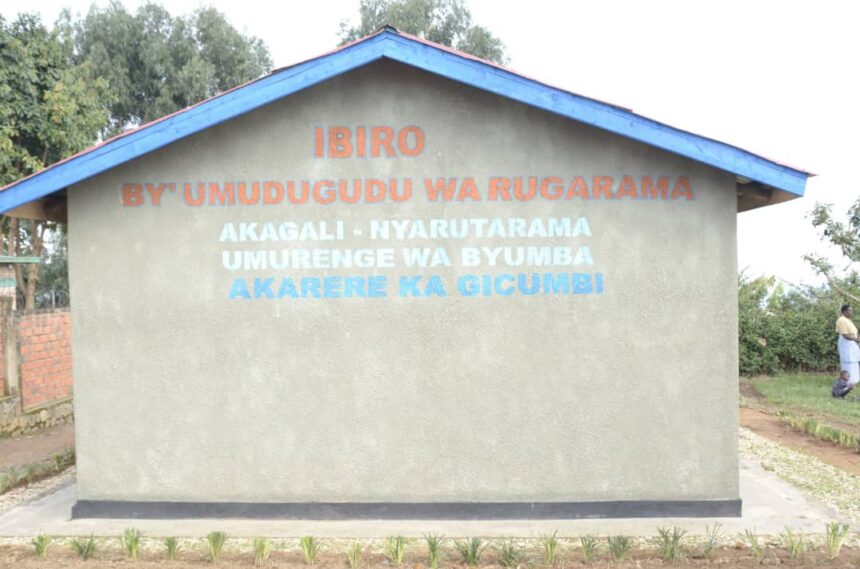 IBIRO
BY' UMUDUGUDU WA RUGARAMA
AKAGALI - NYARUTARAMA
UMURENGE WA BYUMBA
AKARERE KA GICUMBI